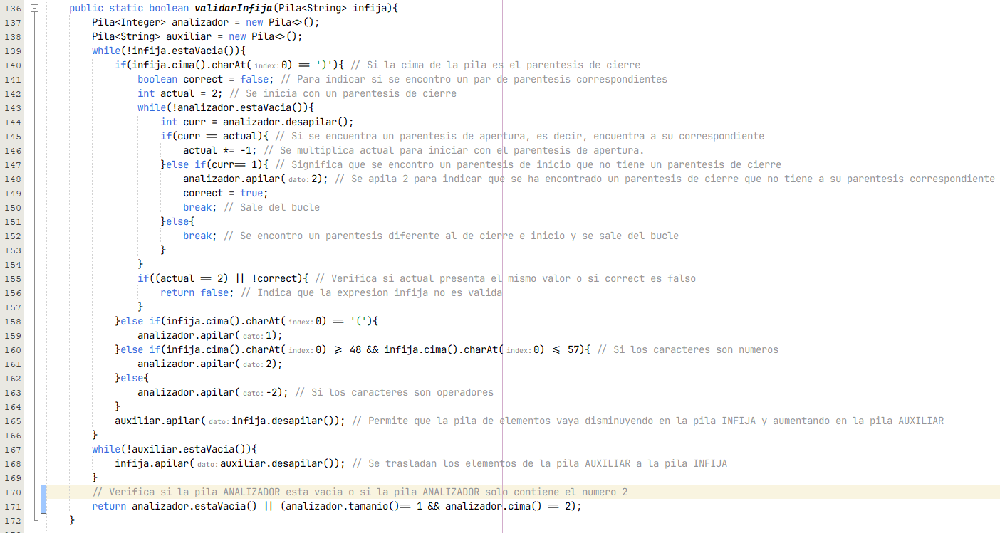 136 public static boolean validarInfija(Pila<String> infija){
137 Pila<Integer> analizador = new Pila<>();
138 Pila<String> auxiliar = new Pila<>();
139 while(!infija.estaVacia()){
140 if(infija.cima().charAt( index: 0) == ')'){ // Si la cima de la pila es el parentesis de cierre
141 boolean correct = false; // Para indicar si se encontro un par de parentesis correspondientes
142 int actual = 2; // Se inicia con un parentesis de cierre
143 while(!analizador.estaVacia()){
144 int curr = analizador.desapilar();
145 if(curr == actual){ // Si se encuentra un parentesis de apertura, es decir, encuentra a su correspondiente
146 actual *= -1; // Se multiplica actual para iniciar con el parentesis de apertura.
147 }else if(curr== 1){ // Significa que se encontro un parentesis de inicio que no tiene un parentesis de cierre
148 analizador.apilar( dato: 2); // Se apila 2 para indicar que se ha encontrado un parentesis de cierre que no tiene a su parentesis correspondiente
149 correct = true;
150 break; // Sale del bucle
151 }else{
152 break; // Se encontro un parentesis diferente al de cierre e inicio y se sale del bucle
153 }
154 }
155 if((actual == 2) || !correct){ // Verifica si actual presenta el mismo valor o si correct es falso
156 return false; // Indica que la expresion infija no es valida
157 }
158 }else if(infija.cima().charAt( index: 0) == '('){
159 analizador.apilar( dato: 1);
160 }else if(infija.cima().charAt( index: 0) >= 48 && infija.cima().charAt( index: 0) <= 57){ // Si los caracteres son numeros
161 analizador.apilar( dato: 2);
162 }else{
163 analizador.apilar( dato: -2); // Si los caracteres son operadores
164 }
165 auxiliar.apilar( dato: infija.desapilar()); // Permite que la pila de elementos vaya disminuyendo en la pila INFIJA y aumentando en la pila AUXILIAR
166 }
167 while(!auxiliar.estaVacia()){
168 infija.apilar( dato: auxiliar.desapilar()); // Se trasladan los elementos de la pila AUXILIAR a la pila INFIJA
169 }
170 // Verifica si la pila ANALIZADOR esta vacia o si la pila ANALIZADOR solo contiene el numero 2
171 return analizador.estaVacia() || (analizador.tamanio()== 1 && analizador.cima() == 2);
172 }